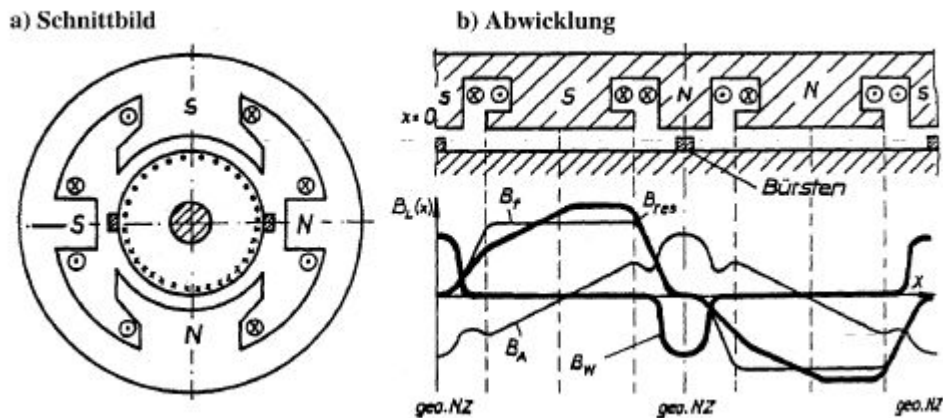 a) Schnittbild
b) Abwicklung
S
S
N
N
S
S
N
N
S
x=0
Bürsten
B_L(x)
B_f
B_res
X
B_A
B_W
geo.NZ
geo.NZ
geo.NZ